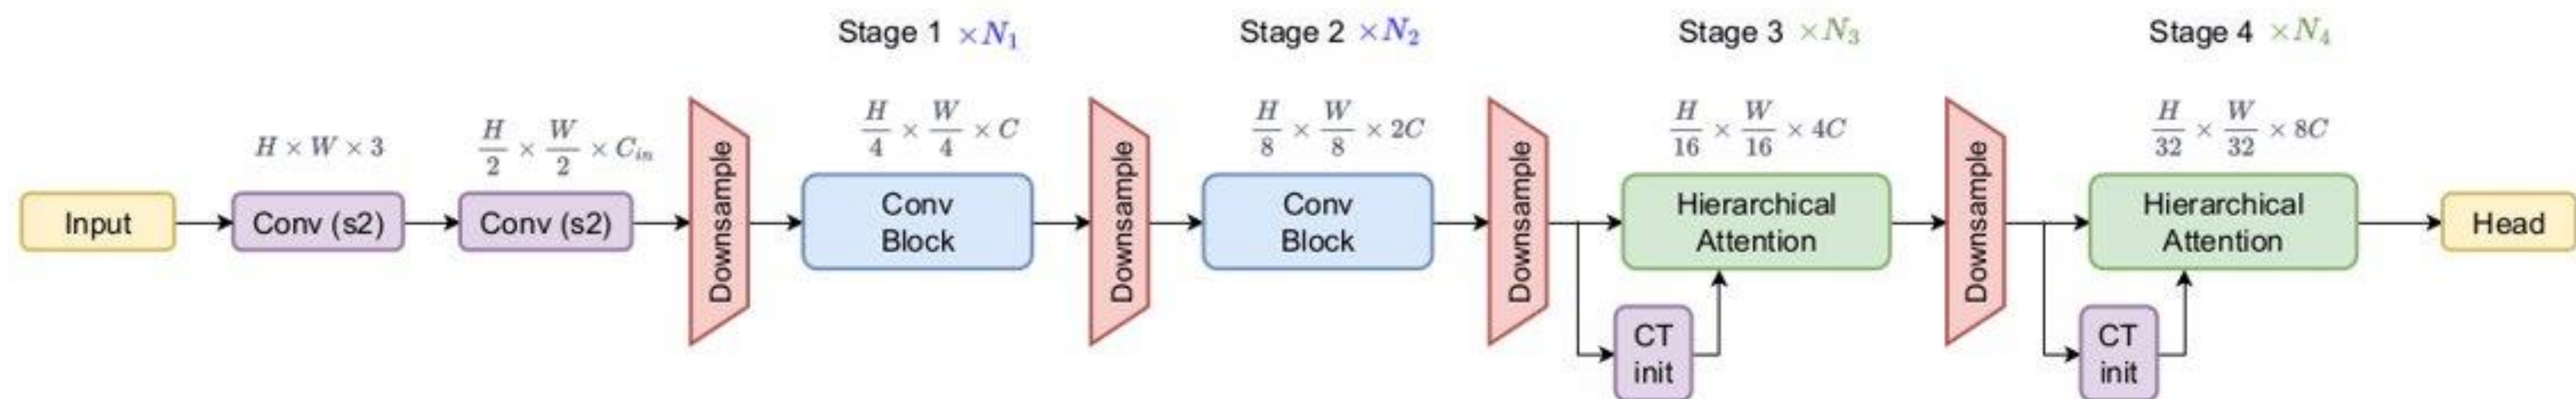 Stage 1 ×N₁
Stage 2 ×N₂
Stage 3 ×N₃
Stage 4 ×N₄
H × W × 3
H/2 × W/2 × C_in
H/4 × W/4 × C
H/8 × W/8 × 2C
H/16 × W/16 × 4C
H/32 × W/32 × 8C
Input
Conv (s2)
Conv (s2)
Downsample
Conv
Block
Downsample
Conv
Block
Downsample
Hierarchical
Attention
CT
init
Downsample
Hierarchical
Attention
CT
init
Head